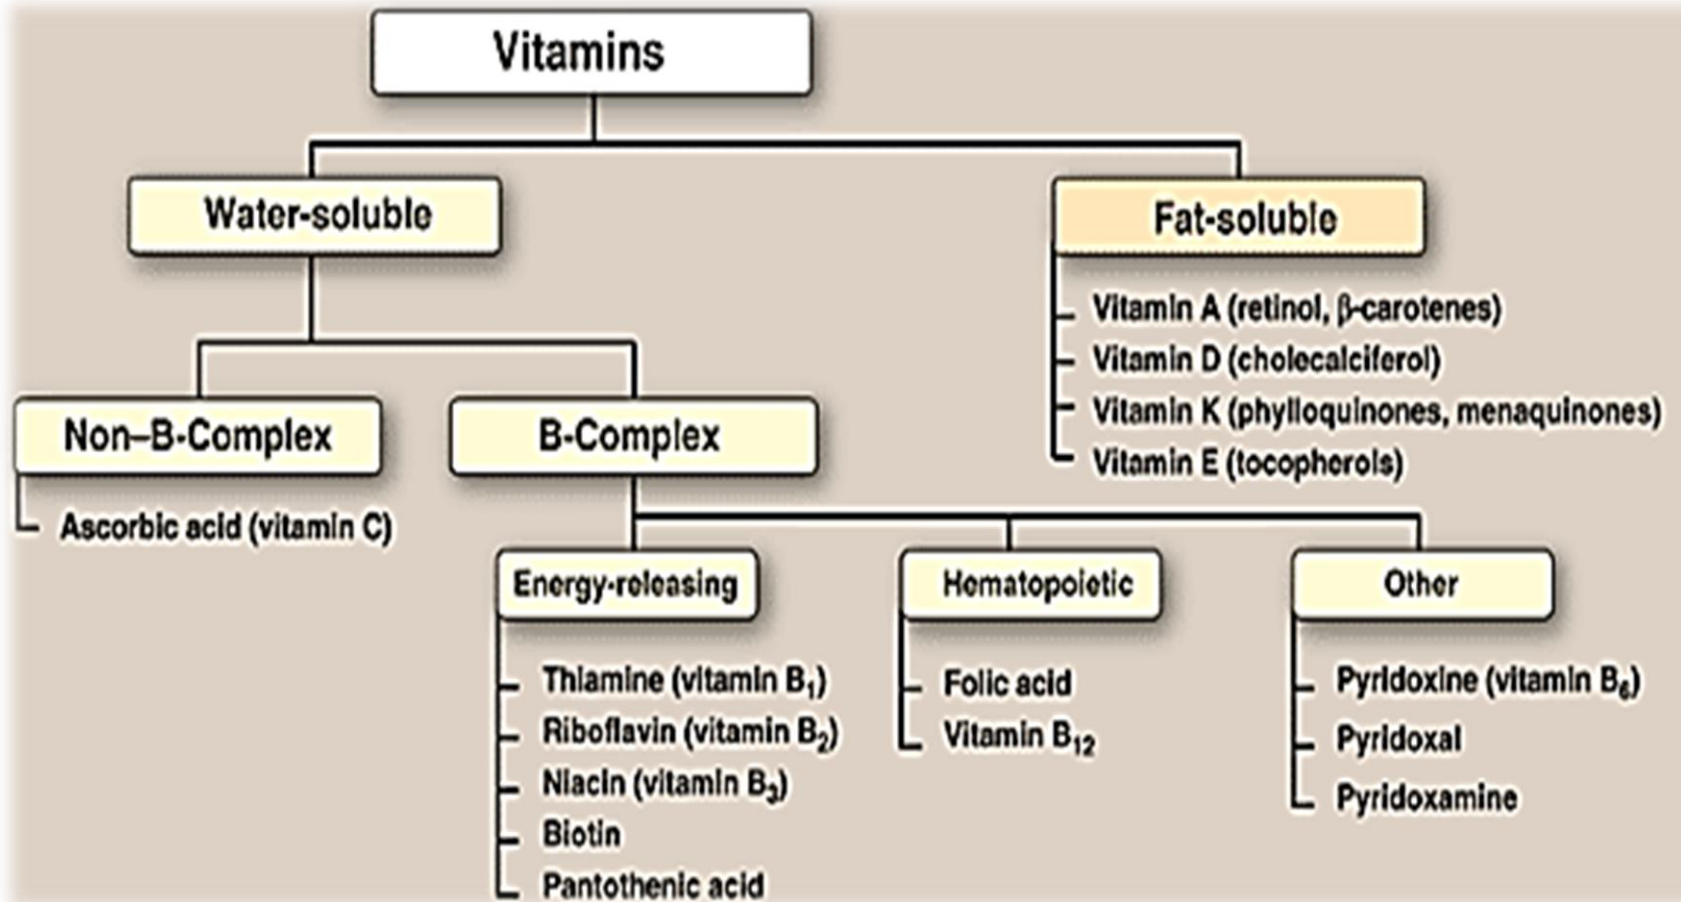 Vitamins
Water-soluble
Fat-soluble
Vitamin A (retinol, β-carotenes)
Vitamin D (cholecalciferol)
Vitamin K (phylloquinones, menaquinones)
Vitamin E (tocopherols)
Non–B-Complex
Ascorbic acid (vitamin C)
B-Complex
Energy-releasing
Thiamine (vitamin B₁)
Riboflavin (vitamin B₂)
Niacin (vitamin B₃)
Biotin
Pantothenic acid
Hematopoietic
Folic acid
Vitamin B₁₂
Other
Pyridoxine (vitamin B₆)
Pyridoxal
Pyridoxamine